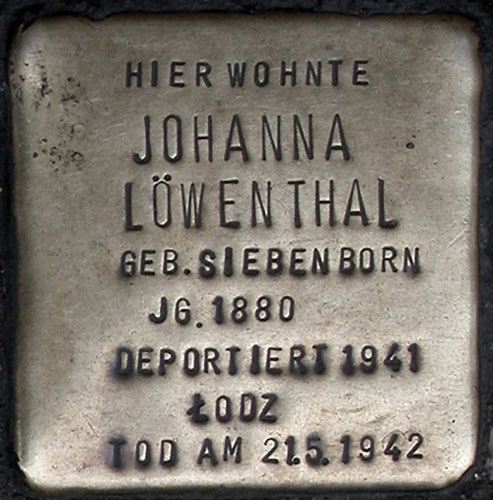 HIER WOHNTE
JOHANNA
LÖWENTHAL
GEB. SIEBENBORN
JG. 1880
DEPORTIERT 1941
ŁODZ
TOD AM 21.5.1942